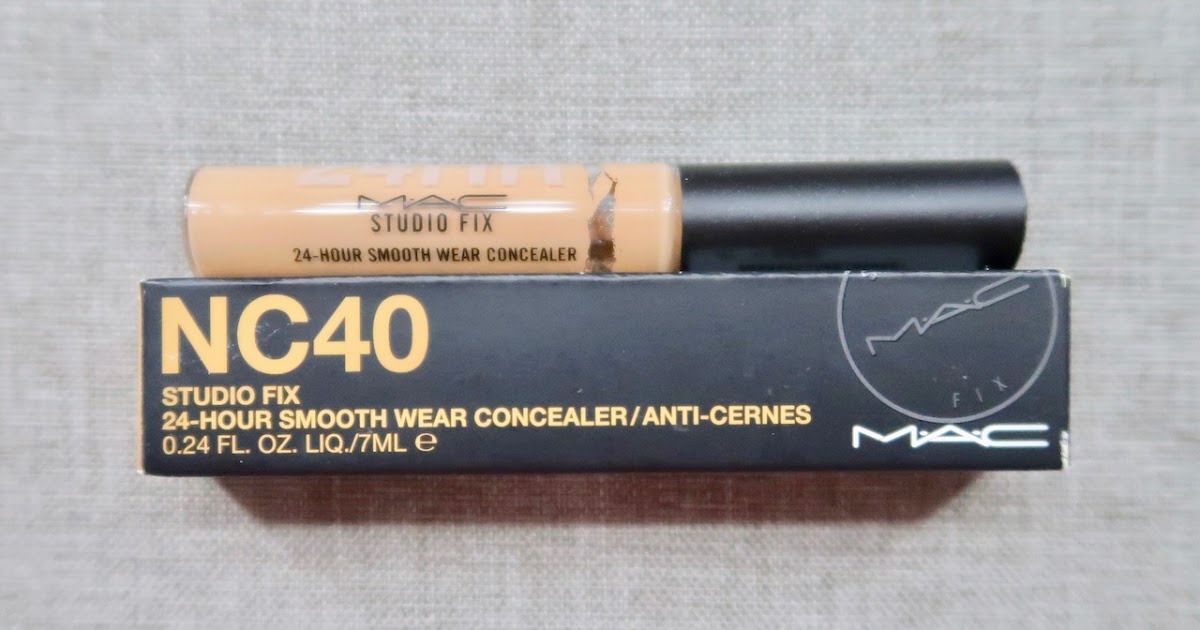 24HR
M·A·C
STUDIO FIX
24-HOUR SMOOTH WEAR CONCEALER
NC40
STUDIO FIX
24-HOUR SMOOTH WEAR CONCEALER/ANTI-CERNES
0.24 FL. OZ. LIQ./7ML ℮
M·A·C
FIX
M·A·C